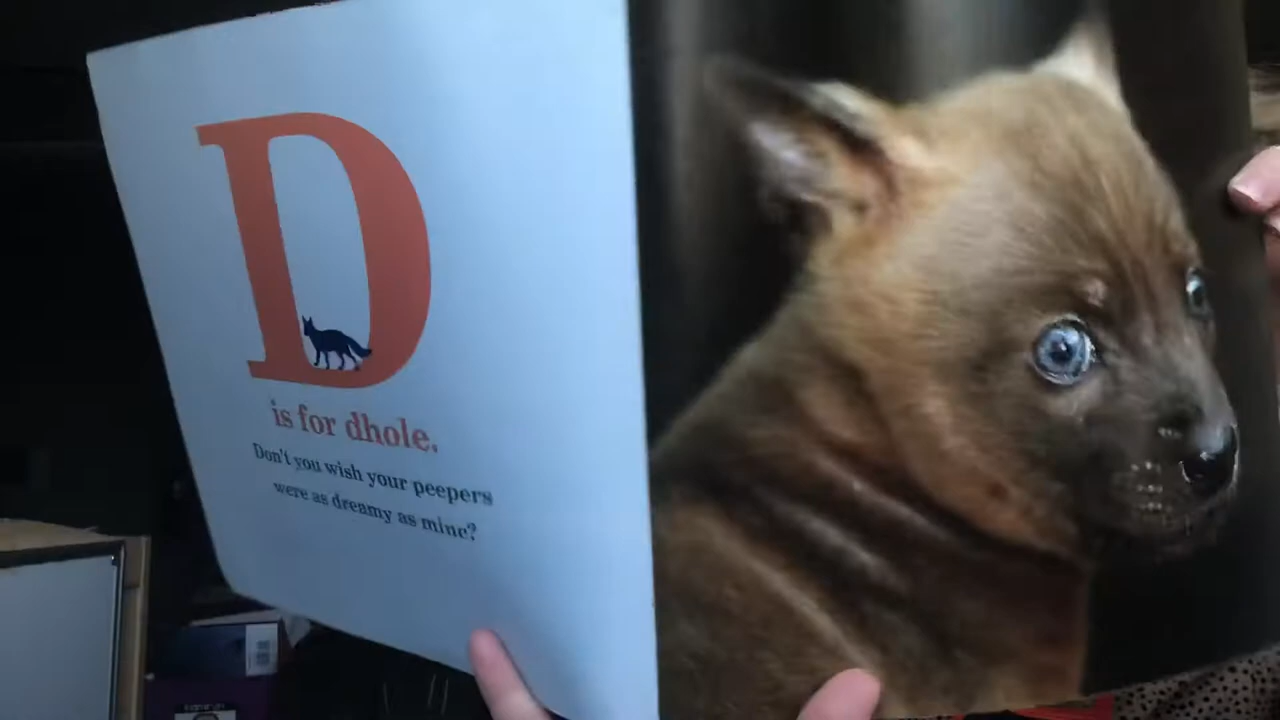 D
is for dhole.
Don't you wish your peepers
were as dreamy as mine?